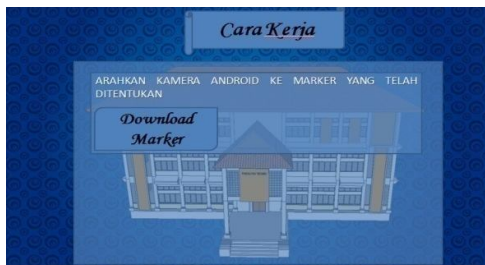 Cara Kerja
ARAHKAN KAMERA ANDROID KE MARKER YANG TELAH
DITENTUKAN
Download
Marker